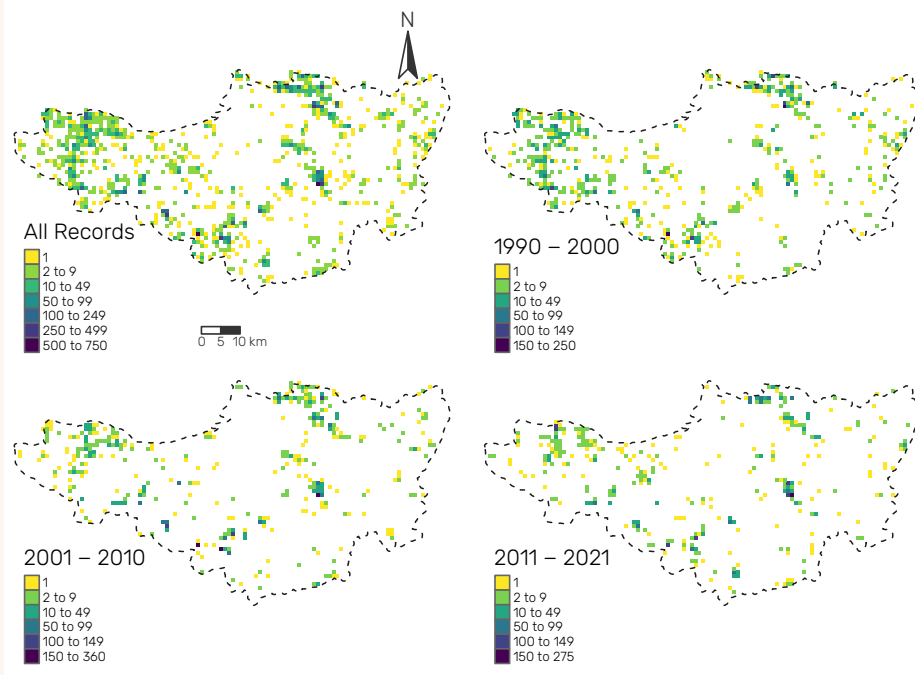 N
All Records
1
2 to 9
10 to 49
50 to 99
100 to 249
250 to 499
500 to 750
0 5 10 km
1990 – 2000
1
2 to 9
10 to 49
50 to 99
100 to 149
150 to 250
2001 – 2010
1
2 to 9
10 to 49
50 to 99
100 to 149
150 to 360
2011 – 2021
1
2 to 9
10 to 49
50 to 99
100 to 149
150 to 275